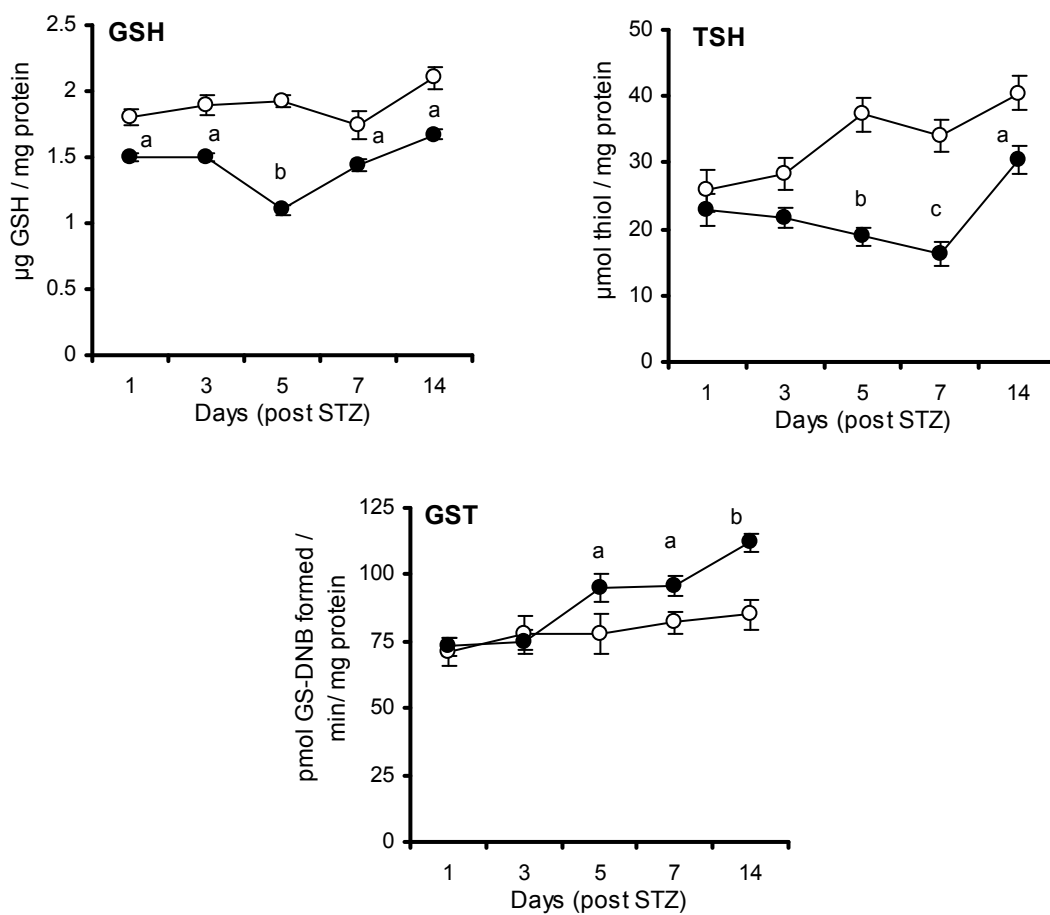 GSH
2.5
2
1.5
1
0.5
0
µg GSH / mg protein
a
a
b
a
a
1 3 5 7 14
Days (post STZ)
TSH
50
40
30
20
10
0
µmol thiol / mg protein
b
c
a
1 3 5 7 14
Days (post STZ)
GST
125
100
75
50
25
0
pmol GS-DNB formed /
min/ mg protein
a
a
b
1 3 5 7 14
Days (post STZ)